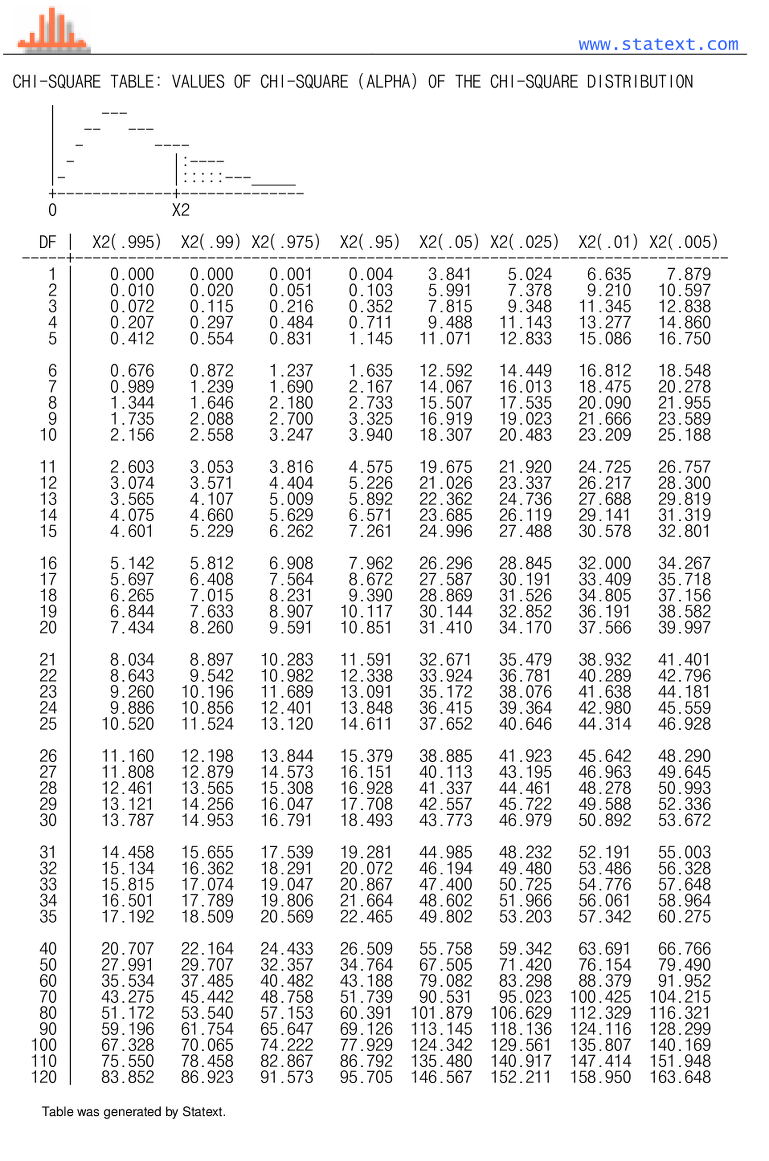 www.statext.com
CHI-SQUARE TABLE: VALUES OF CHI-SQUARE (ALPHA) OF THE CHI-SQUARE DISTRIBUTION
0 X2
DF | X2(.995) X2(.99) X2(.975) X2(.95) X2(.05) X2(.025) X2(.01) X2(.005)
1 0.000 0.000 0.001 0.004 3.841 5.024 6.635 7.879
2 0.010 0.020 0.051 0.103 5.991 7.378 9.210 10.597
3 0.072 0.115 0.216 0.352 7.815 9.348 11.345 12.838
4 0.207 0.297 0.484 0.711 9.488 11.143 13.277 14.860
5 0.412 0.554 0.831 1.145 11.071 12.833 15.086 16.750
6 0.676 0.872 1.237 1.635 12.592 14.449 16.812 18.548
7 0.989 1.239 1.690 2.167 14.067 16.013 18.475 20.278
8 1.344 1.646 2.180 2.733 15.507 17.535 20.090 21.955
9 1.735 2.088 2.700 3.325 16.919 19.023 21.666 23.589
10 2.156 2.558 3.247 3.940 18.307 20.483 23.209 25.188
11 2.603 3.053 3.816 4.575 19.675 21.920 24.725 26.757
12 3.074 3.571 4.404 5.226 21.026 23.337 26.217 28.300
13 3.565 4.107 5.009 5.892 22.362 24.736 27.688 29.819
14 4.075 4.660 5.629 6.571 23.685 26.119 29.141 31.319
15 4.601 5.229 6.262 7.261 24.996 27.488 30.578 32.801
16 5.142 5.812 6.908 7.962 26.296 28.845 32.000 34.267
17 5.697 6.408 7.564 8.672 27.587 30.191 33.409 35.718
18 6.265 7.015 8.231 9.390 28.869 31.526 34.805 37.156
19 6.844 7.633 8.907 10.117 30.144 32.852 36.191 38.582
20 7.434 8.260 9.591 10.851 31.410 34.170 37.566 39.997
21 8.034 8.897 10.283 11.591 32.671 35.479 38.932 41.401
22 8.643 9.542 10.982 12.338 33.924 36.781 40.289 42.796
23 9.260 10.196 11.689 13.091 35.172 38.076 41.638 44.181
24 9.886 10.856 12.401 13.848 36.415 39.364 42.980 45.559
25 10.520 11.524 13.120 14.611 37.652 40.646 44.314 46.928
26 11.160 12.198 13.844 15.379 38.885 41.923 45.642 48.290
27 11.808 12.879 14.573 16.151 40.113 43.195 46.963 49.645
28 12.461 13.565 15.308 16.928 41.337 44.461 48.278 50.993
29 13.121 14.256 16.047 17.708 42.557 45.722 49.588 52.336
30 13.787 14.953 16.791 18.493 43.773 46.979 50.892 53.672
31 14.458 15.655 17.539 19.281 44.985 48.232 52.191 55.003
32 15.134 16.362 18.291 20.072 46.194 49.480 53.486 56.328
33 15.815 17.074 19.047 20.867 47.400 50.725 54.776 57.648
34 16.501 17.789 19.806 21.664 48.602 51.966 56.061 58.964
35 17.192 18.509 20.569 22.465 49.802 53.203 57.342 60.275
40 20.707 22.164 24.433 26.509 55.758 59.342 63.691 66.766
50 27.991 29.707 32.357 34.764 67.505 71.420 76.154 79.490
60 35.534 37.485 40.482 43.188 79.082 83.298 88.379 91.952
70 43.275 45.442 48.758 51.739 90.531 95.023 100.425 104.215
80 51.172 53.540 57.153 60.391 101.879 106.629 112.329 116.321
90 59.196 61.754 65.647 69.126 113.145 118.136 124.116 128.299
100 67.328 70.065 74.222 77.929 124.342 129.561 135.807 140.169
110 75.550 78.458 82.867 86.792 135.480 140.917 147.414 151.948
120 83.852 86.923 91.573 95.705 146.567 152.211 158.950 163.648
Table was generated by Statext.